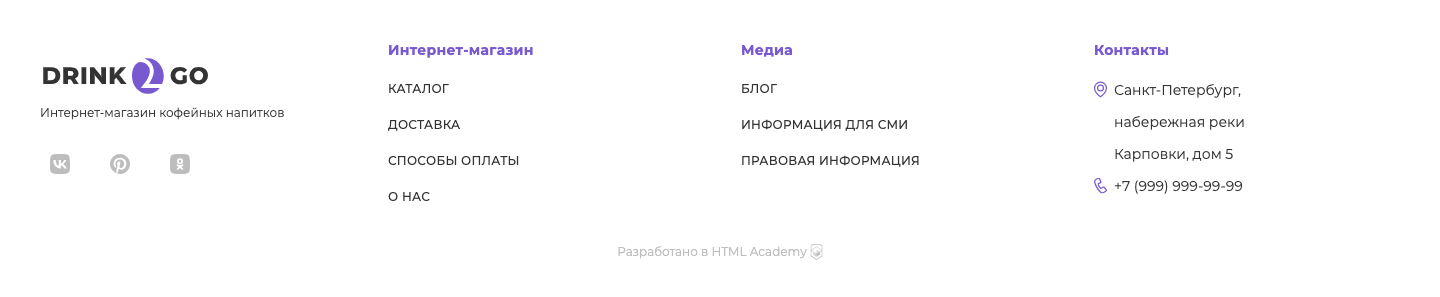 DRINK 2 GO
Интернет-магазин кофейных напитков
Интернет-магазин
КАТАЛОГ
ДОСТАВКА
СПОСОБЫ ОПЛАТЫ
О НАС
Медиа
БЛОГ
ИНФОРМАЦИЯ ДЛЯ СМИ
ПРАВОВАЯ ИНФОРМАЦИЯ
Контакты
Санкт-Петербург,
набережная реки
Карповки, дом 5
+7 (999) 999-99-99
Разработано в HTML Academy